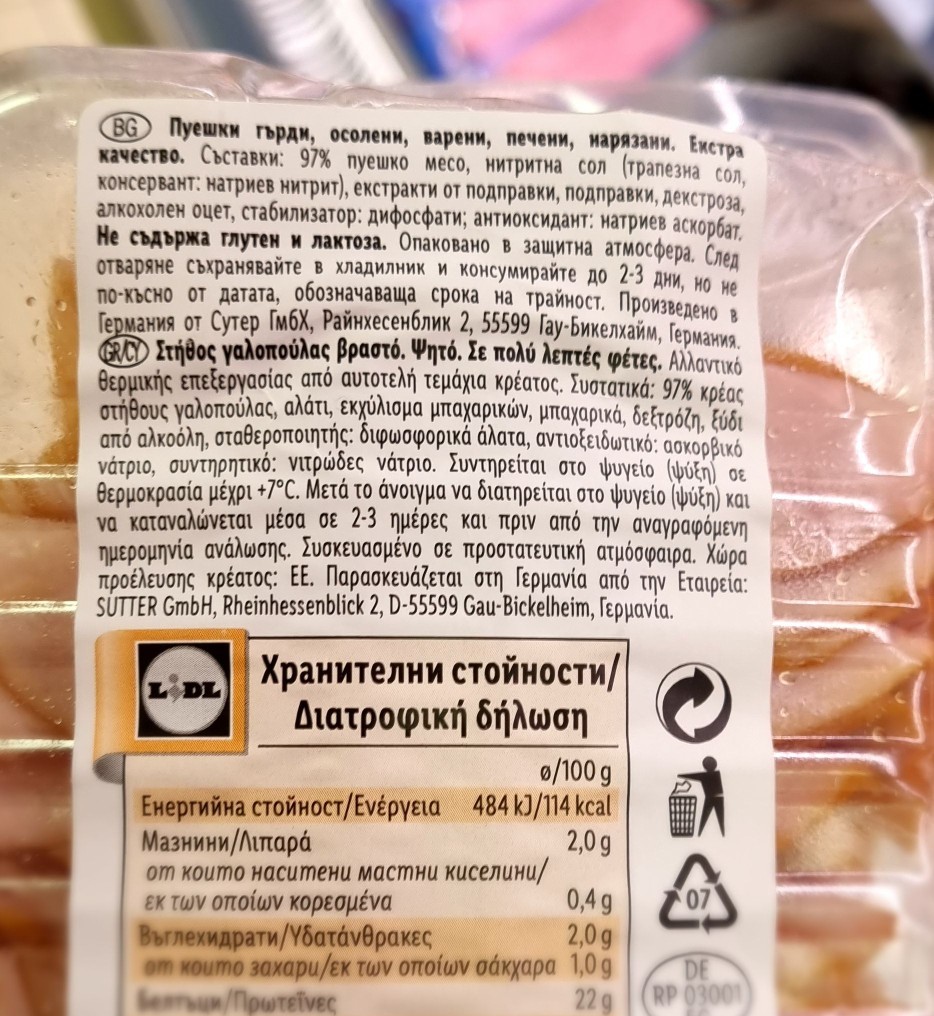 BG Пуешки гърди, осолени, варени, печени, нарязани. Екстра
качество. Съставки: 97% пуешко месо, нитритна сол (трапезна сол,
консервант: натриев нитрит), екстракти от подправки, подправки, декстроза,
алкохолен оцет, стабилизатор: дифосфати; антиоксидант: натриев аскорбат.
Не съдържа глутен и лактоза. Опаковано в защитна атмосфера. След
отваряне съхранявайте в хладилник и консумирайте до 2-3 дни, но не
по-късно от датата, обозначаваща срока на трайност. Произведено в
Германия от Сутер ГмбХ, Райнхесенблик 2, 55599 Гау-Бикелхайм, Германия.
GR/CY Στήθος γαλοπούλας βραστό. Ψητό. Σε πολύ λεπτές φέτες. Αλλαντικό
θερμικής επεξεργασίας από αυτοτελή τεμάχια κρέατος. Συστατικά: 97% κρέας
στήθους γαλοπούλας, αλάτι, εκχύλισμα μπαχαρικών, μπαχαρικά, δεξτρόζη, ξύδι
από αλκοόλη, σταθεροποιητής: διφωσφορικά άλατα, αντιοξειδωτικό: ασκορβικό
νάτριο, συντηρητικό: νιτρώδες νάτριο. Συντηρείται στο ψυγείο (ψύξη) σε
θερμοκρασία μέχρι +7°C. Μετά το άνοιγμα να διατηρείται στο ψυγείο (ψύξη) και
να καταναλώνεται μέσα σε 2-3 ημέρες και πριν από την αναγραφόμενη
ημερομηνία ανάλωσης. Συσκευασμένο σε προστατευτική ατμόσφαιρα. Χώρα
προέλευσης κρέατος: ΕΕ. Παρασκευάζεται στη Γερμανία από την Εταιρεία:
SUTTER GmbH, Rheinhessenblick 2, D-55599 Gau-Bickelheim, Γερμανία.
LIDL
Хранителни стойности/
Διατροφική δήλωση
ø/100 g
Енергийна стойност/Ενέργεια 484 kJ/114 kcal
Мазнини/Λιπαρά 2,0 g
от които наситени мастни киселини/
εκ των οποίων κορεσμένα 0,4 g
Въглехидрати/Υδατάνθρακες 2,0 g
от които захари/εκ των οποίων σάκχαρα 1,0 g
Белтъци/Πρωτεΐνες 22 g
07
DE
RP 03001